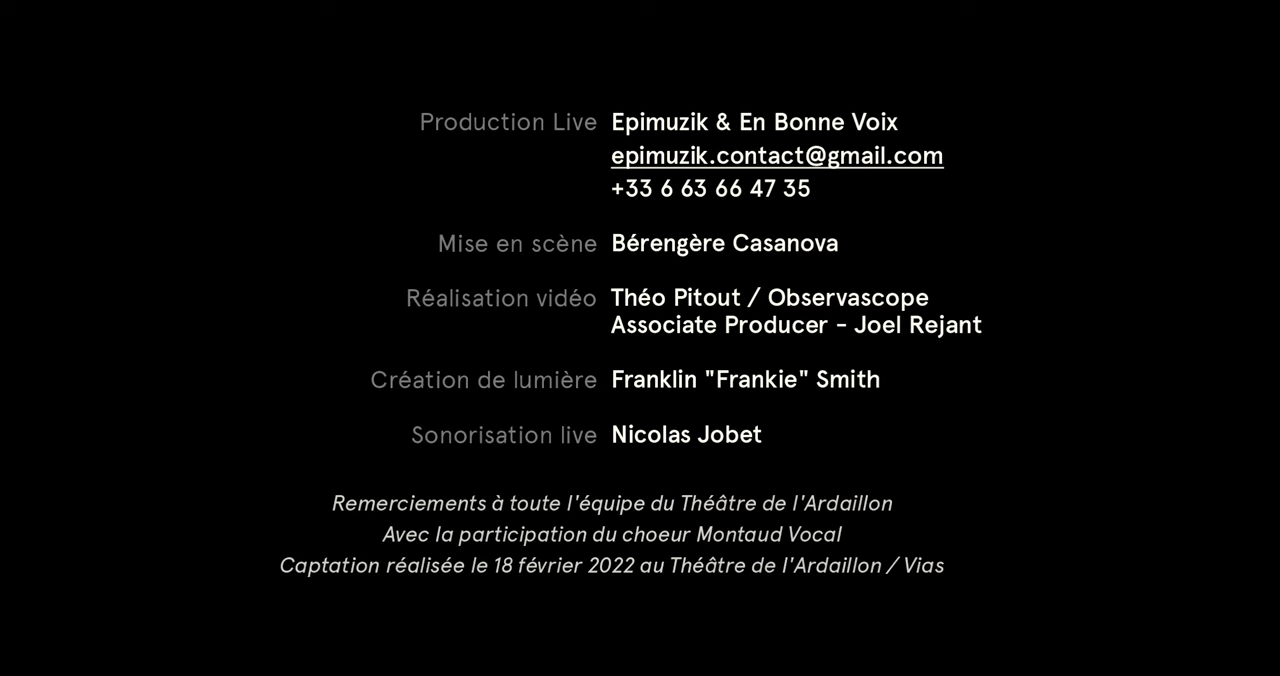 Production Live Epimuzik & En Bonne Voix
epimuzik.contact@gmail.com
+33 6 63 66 47 35
Mise en scène Bérengère Casanova
Réalisation vidéo Théo Pitout / Observascope
Associate Producer - Joel Rejant
Création de lumière Franklin "Frankie" Smith
Sonorisation live Nicolas Jobet
Remerciements à toute l'équipe du Théâtre de l'Ardaillon
Avec la participation du choeur Montaud Vocal
Captation réalisée le 18 février 2022 au Théâtre de l'Ardaillon / Vias